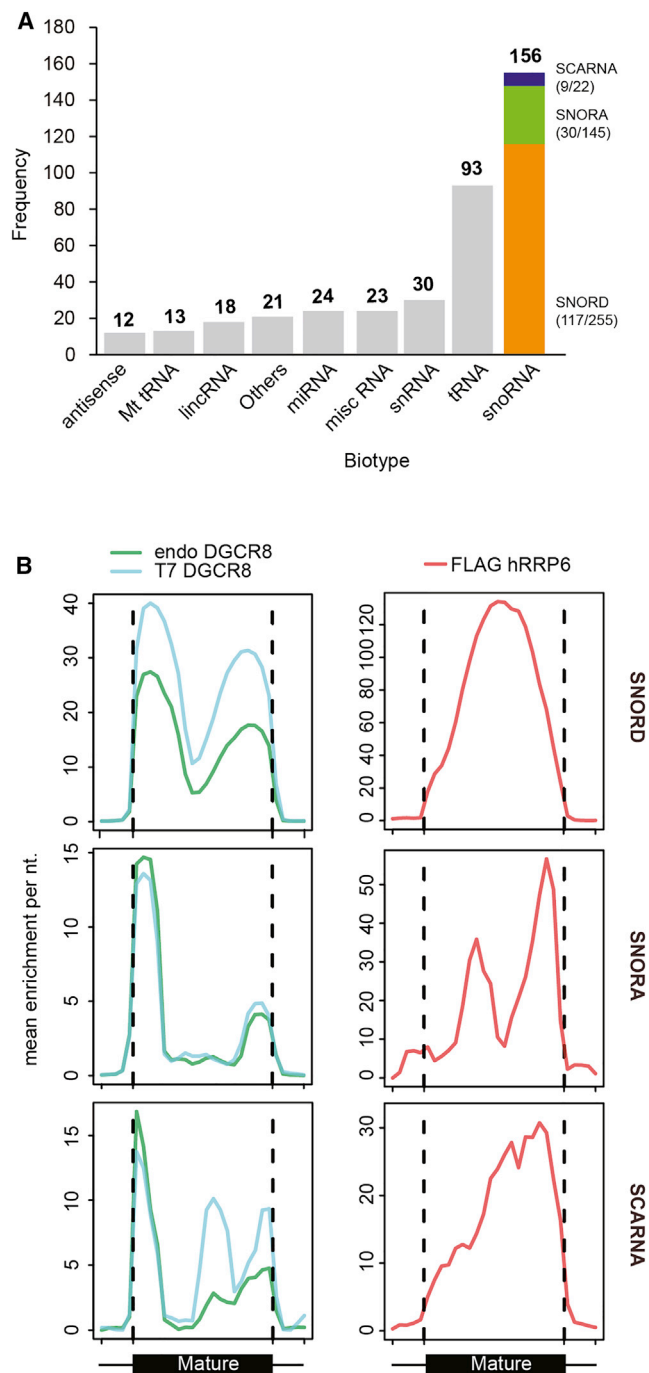 A
Frequency
180
160
140
120
100
80
60
40
20
0
12
13
18
21
24
23
30
93
156
SCARNA
(9/22)
SNORA
(30/145)
SNORD
(117/255)
antisense
Mt tRNA
lincRNA
Others
miRNA
misc RNA
snRNA
tRNA
snoRNA
Biotype
B
endo DGCR8
T7 DGCR8
FLAG hRRP6
mean enrichment per nt.
40
30
20
10
0
120
100
80
60
40
20
0
SNORD
15
10
5
0
50
40
30
20
10
0
SNORA
15
10
5
0
30
20
10
0
SCARNA
Mature
Mature